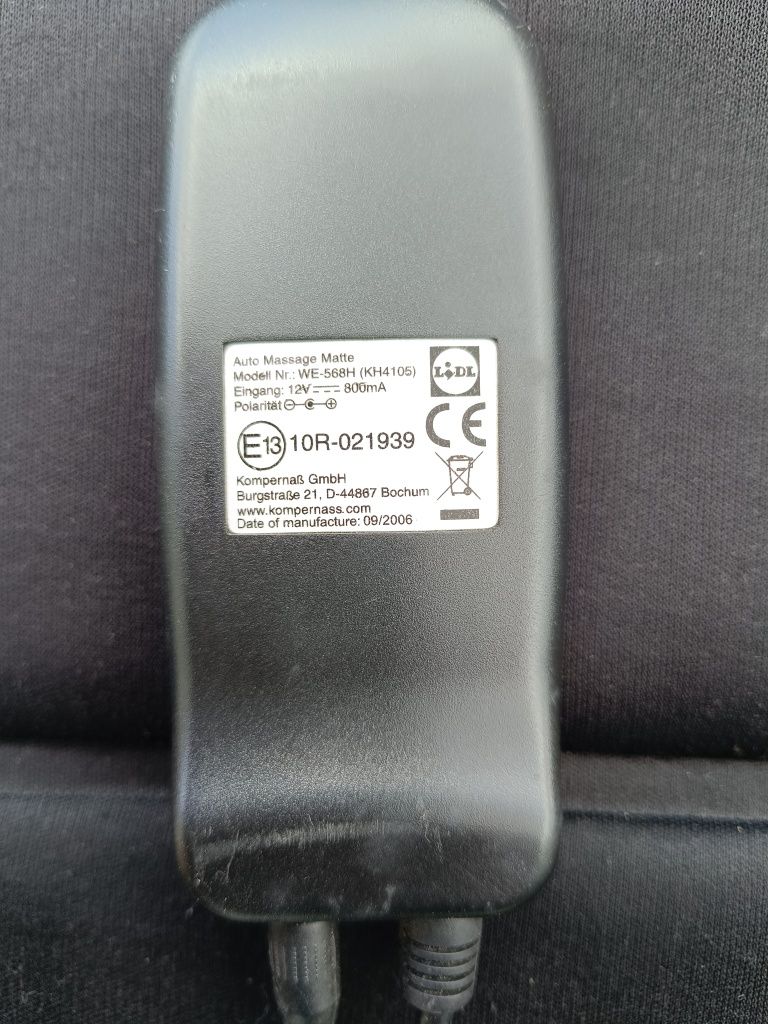 Auto Massage Matte
Modell Nr.: WE-568H (KH4105)
Eingang: 12V 800mA
Polarität
LIDL
E13 10R-021939
CE
Kompernaß GmbH
Burgstraße 21, D-44867 Bochum
www.kompernass.com
Date of manufacture: 09/2006